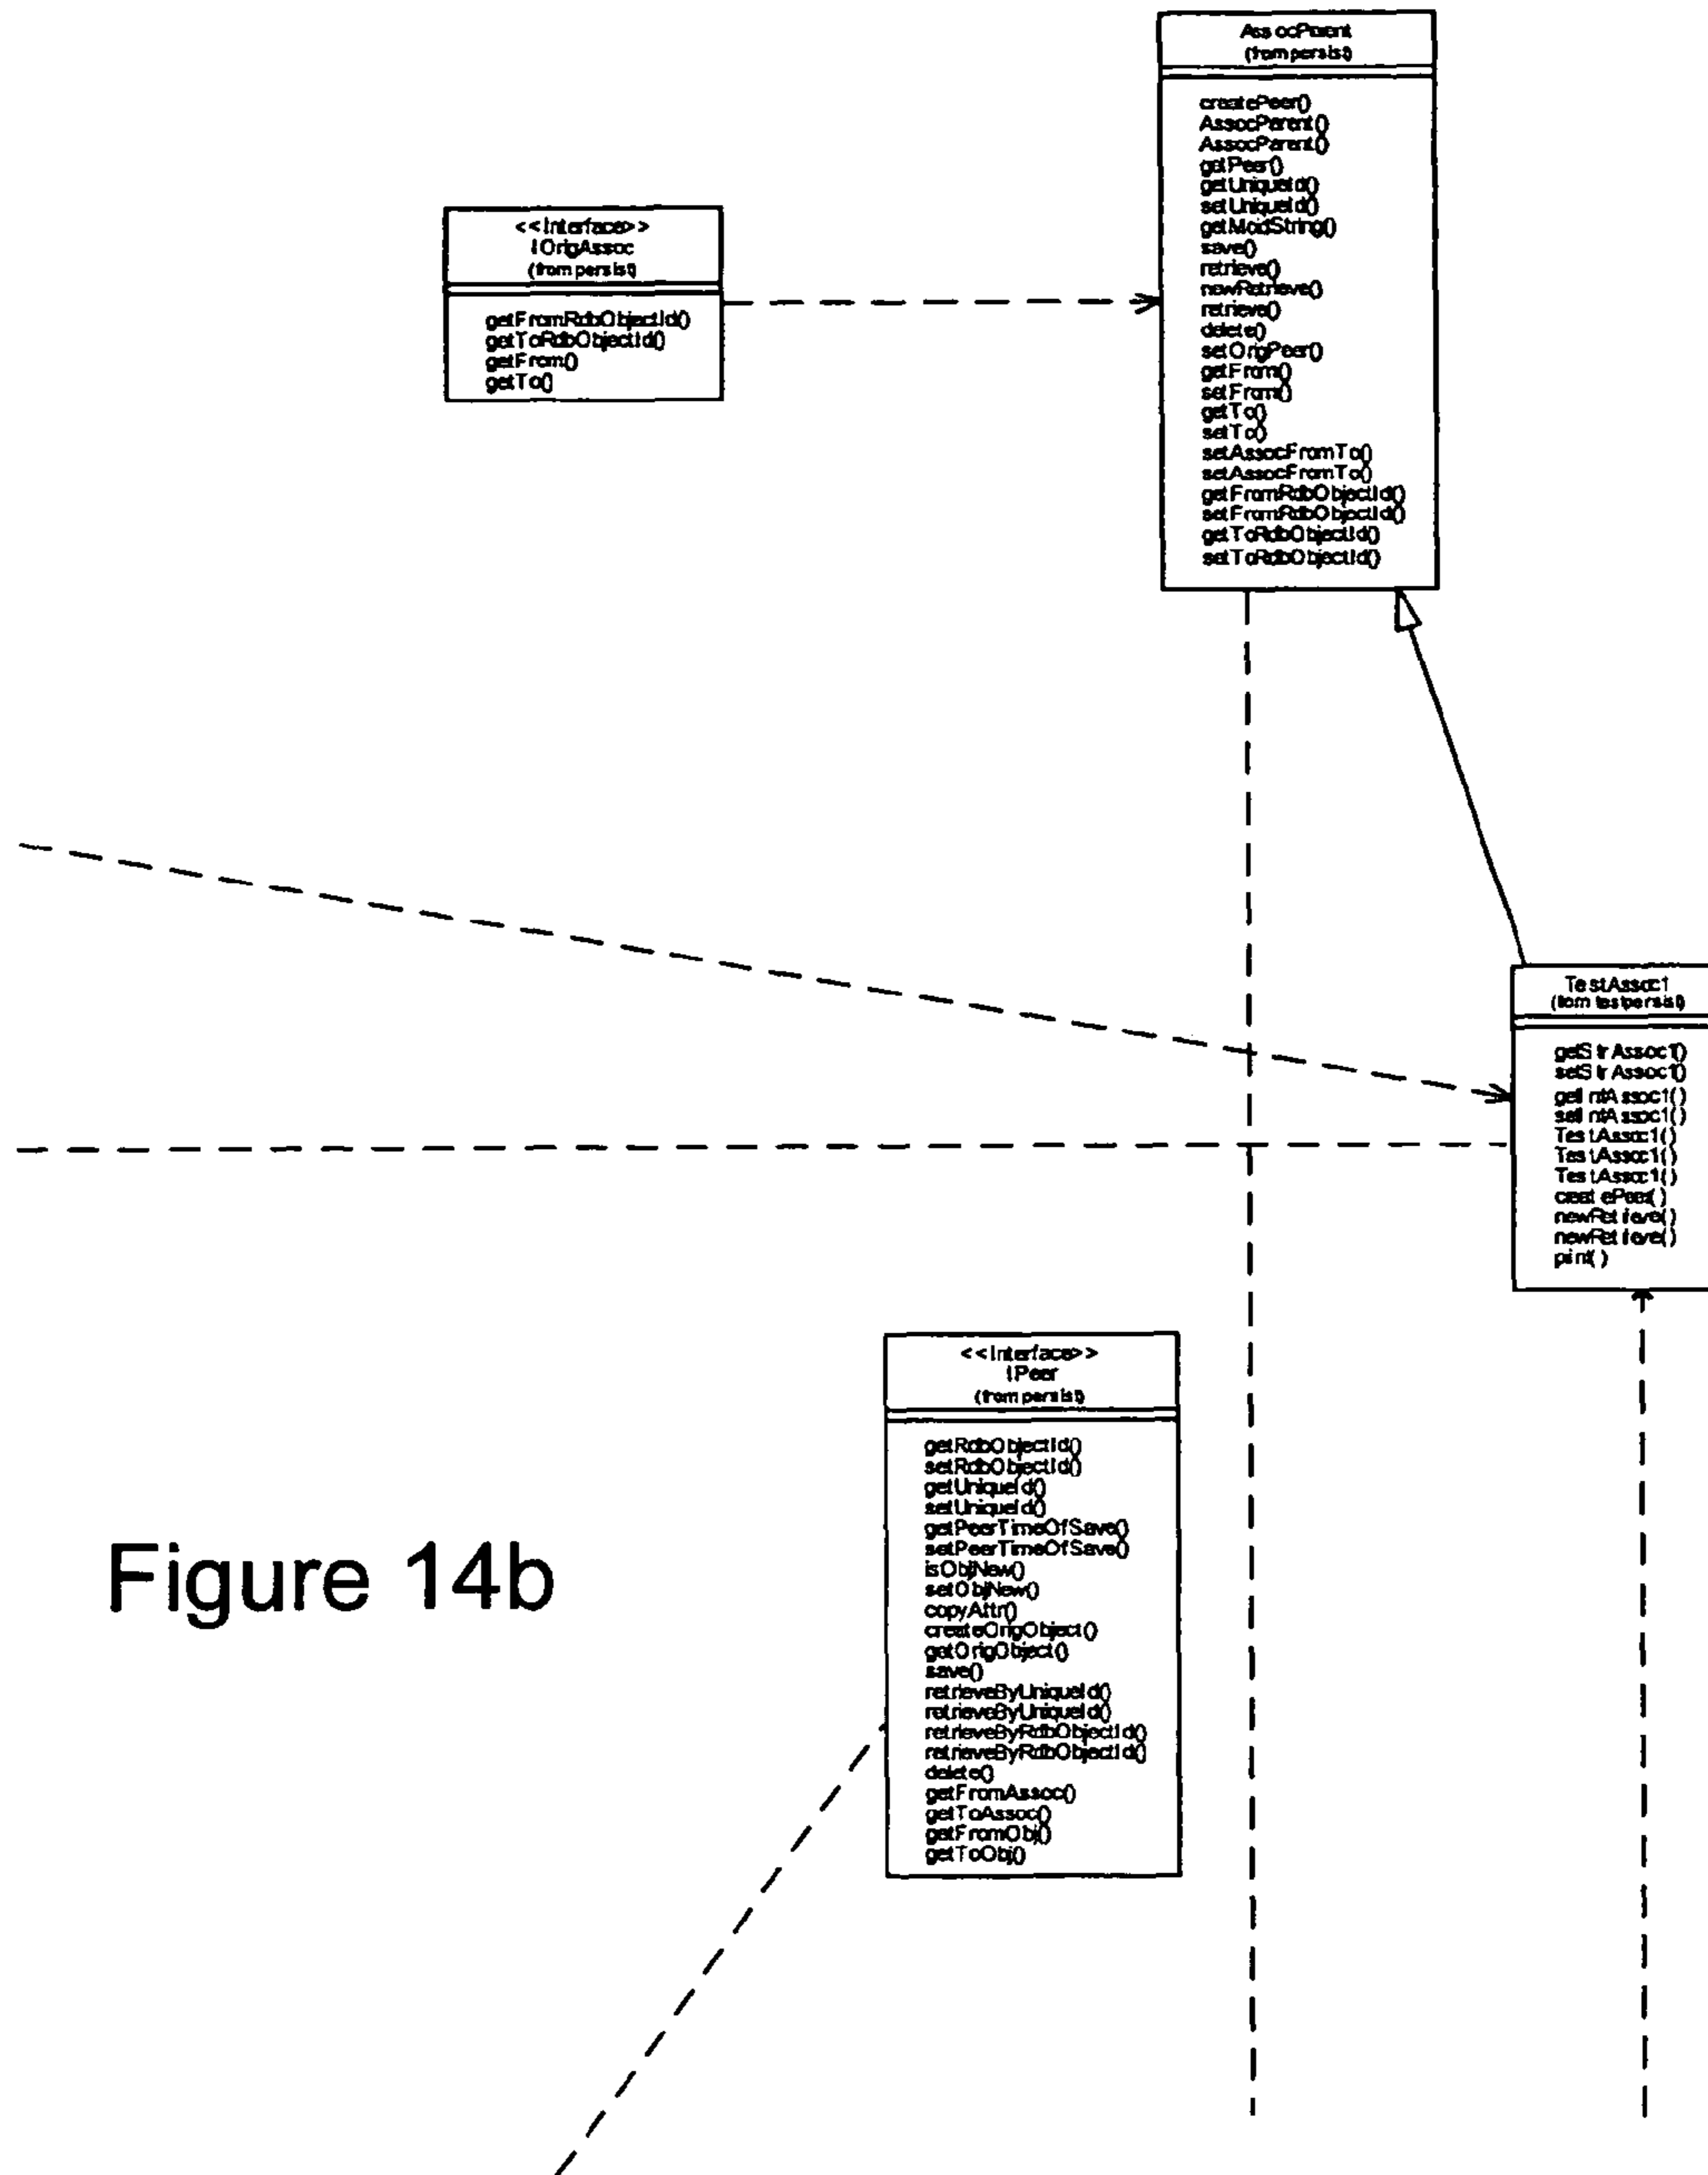 AssocParent
(from persist)
createPeer()
AssocParent()
AssocParent()
getPeer()
getUniqueId()
setUniqueId()
getModString()
save()
retrieve()
newRetrieve()
retrieve()
delete()
setOrigPeer()
getFrom()
setFrom()
getTo()
setTo()
setAssocFromTo()
setAssocFromTo()
getFromRdbObjectId()
setFromRdbObjectId()
getToRdbObjectId()
setToRdbObjectId()
<<Interface>>
IOrigAssoc
(from persist)
getFromRdbObjectId()
getToRdbObjectId()
getFrom()
getTo()
TestAssoc1
(from testpersist)
getStrAssoc1()
setStrAssoc1()
getIntAssoc1()
setIntAssoc1()
TestAssoc1()
TestAssoc1()
TestAssoc1()
createPeer()
newRetrieve()
newRetrieve()
print()
<<Interface>>
IPeer
(from persist)
getRdbObjectId()
setRdbObjectId()
getUniqueId()
setUniqueId()
getPeerTimeOfSave()
setPeerTimeOfSave()
isObjNew()
setObjNew()
copyAttr()
createOrigObject()
getOrigObject()
save()
retrieveByUniqueId()
retrieveByUniqueId()
retrieveByRdbObjectId()
retrieveByRdbObjectId()
delete()
getFromAssoc()
getToAssoc()
getFromObj()
getToObj()
Figure 14b